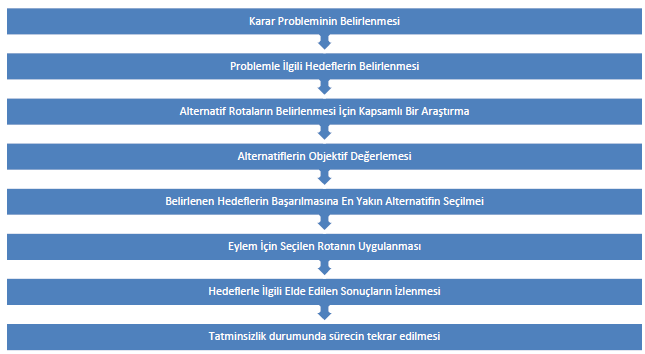 Karar Probleminin Belirlenmesi
Problemle İlgili Hedeflerin Belirlenmesi
Alternatif Rotaların Belirlenmesi İçin Kapsamlı Bir Araştırma
Alternatiflerin Objektif Değerlemesi
Belirlenen Hedeflerin Başarılmasına En Yakın Alternatifin Seçilmei
Eylem İçin Seçilen Rotanın Uygulanması
Hedeflerle İlgili Elde Edilen Sonuçların İzlenmesi
Tatminsizlik durumunda sürecin tekrar edilmesi